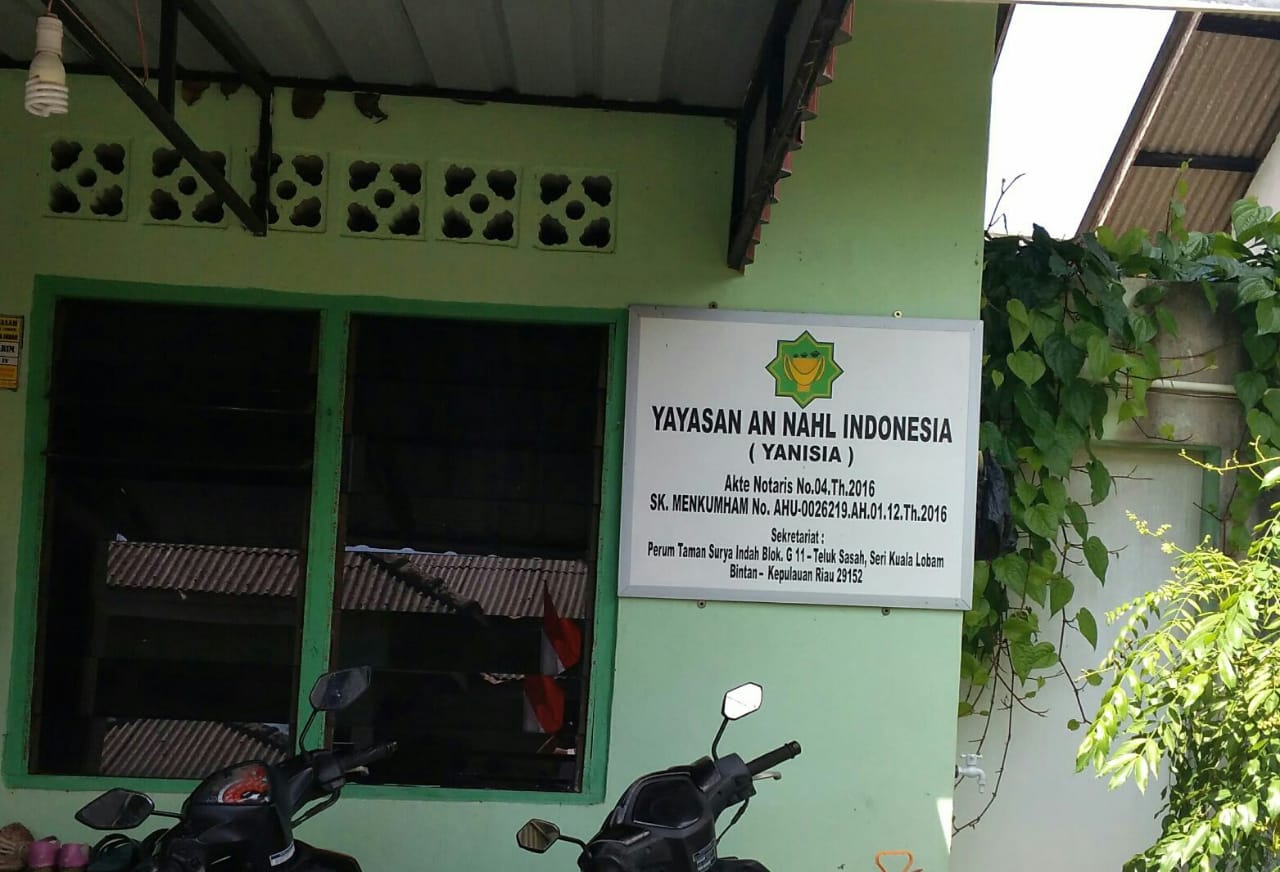 YAYASAN AN NAHL INDONESIA
( YANISIA )
Akte Notaris No.04.Th.2016
SK. MENKUMHAM No. AHU-0026219.AH.01.12.Th.2016
Sekretariat :
Perum Taman Surya Indah Blok. G 11 – Teluk Sasah, Seri Kuala Lobam
Bintan – Kepulauan Riau 29152